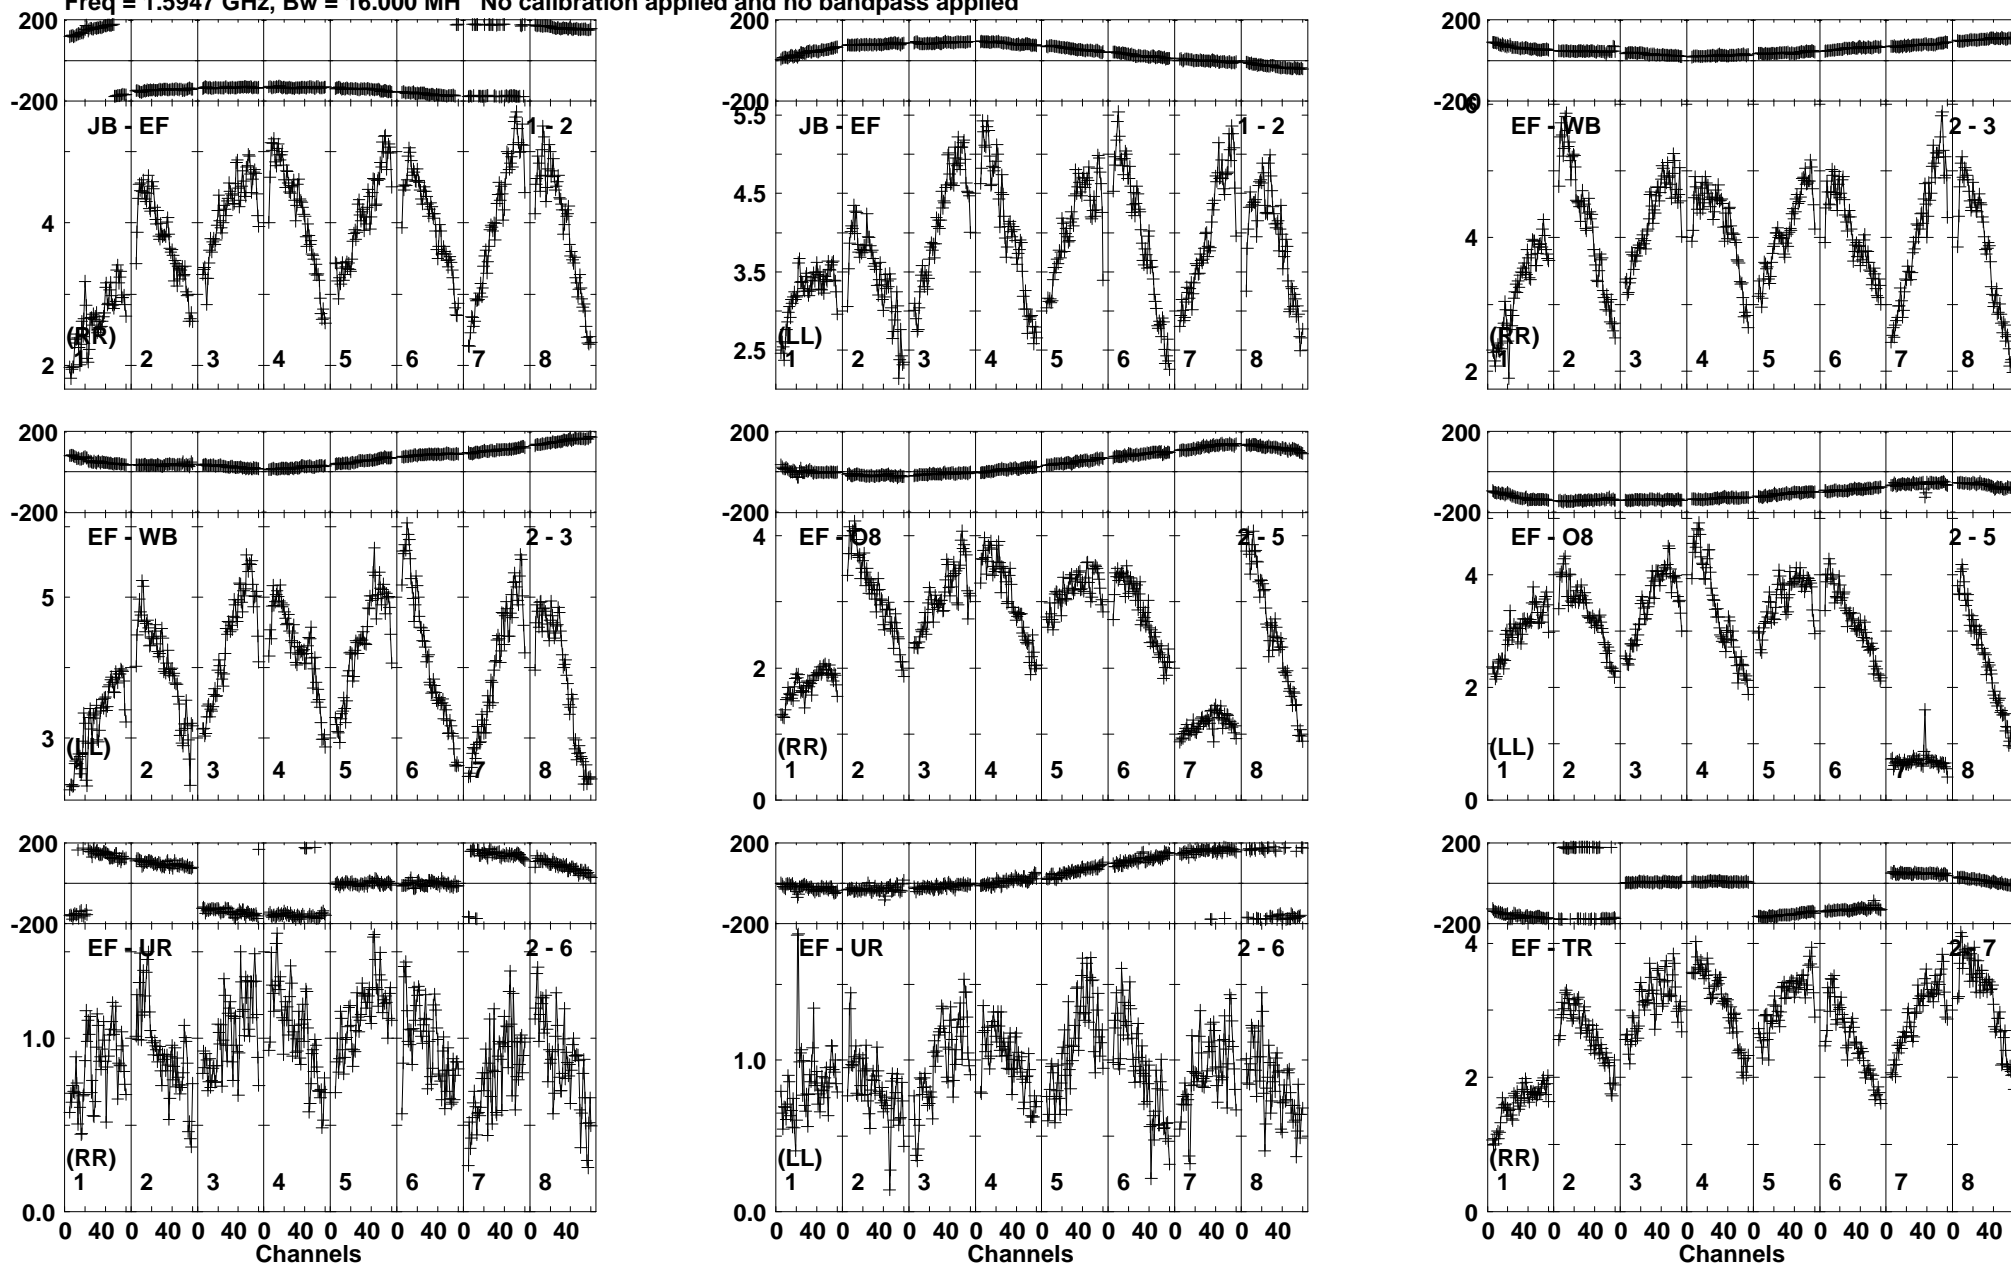 Freq = 1.5947 GHz, Bw = 16.000 MH No calibration applied and no bandpass applied
200 200 200
-200 -200 -200
JB - EF 1 - 2 5.5 JB - EF 1 - 2 6 EF - WB 2 - 3
4 4.5 4
3.5
(RR) (LL) (RR)
2 1 2 3 4 5 6 7 8 2.5 1 2 3 4 5 6 7 8 2 1 2 3 4 5 6 7 8
200 200 200
-200 -200 -200
EF - WB 2 - 3 4 EF - O8 2 - 5 EF - O8 2 - 5
5 4
2 2
3 (LL) (RR) (LL)
1 2 3 4 5 6 7 8 1 2 3 4 5 6 7 8
2 3 4 5 6 7 8
0 0
200 200 200
-200 -200 -200
EF - UR 2 - 6 EF - UR 2 - 6 4 EF - TR 2 - 7
1.0 1.0 2
(RR) (LL) (RR)
1 2 3 4 5 6 7 8 1 2 3 4 5 6 7 8 1 2 3 4 5 6 7 8
0.0 0.0 0
0 40 0 40 0 40 0 40 0 40 0 40 0 40 0 40 0 40 0 40 0 40 0 40 0 40 0 40 0 40 0 40 0 40 0 40 0 40 0 40 0 40 0 40 0 40 0 40
Channels Channels Channels